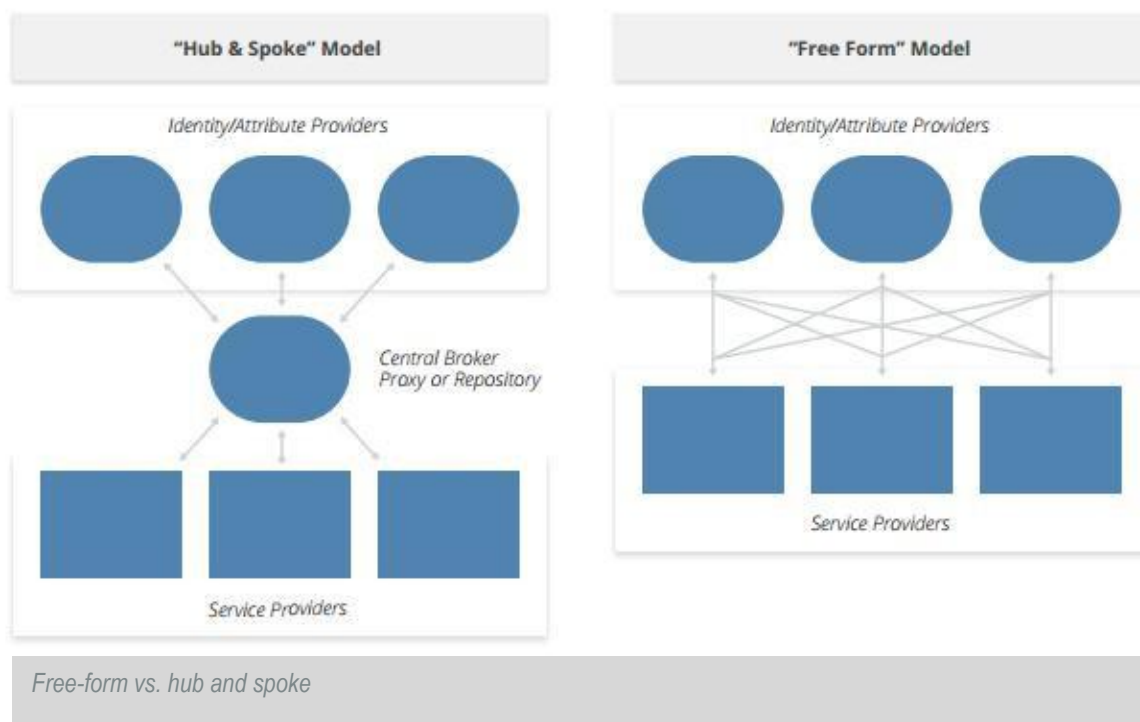 “Hub & Spoke” Model
Identity/Attribute Providers
Central Broker
Proxy or Repository
Service Providers
“Free Form” Model
Identity/Attribute Providers
Service Providers
Free-form vs. hub and spoke